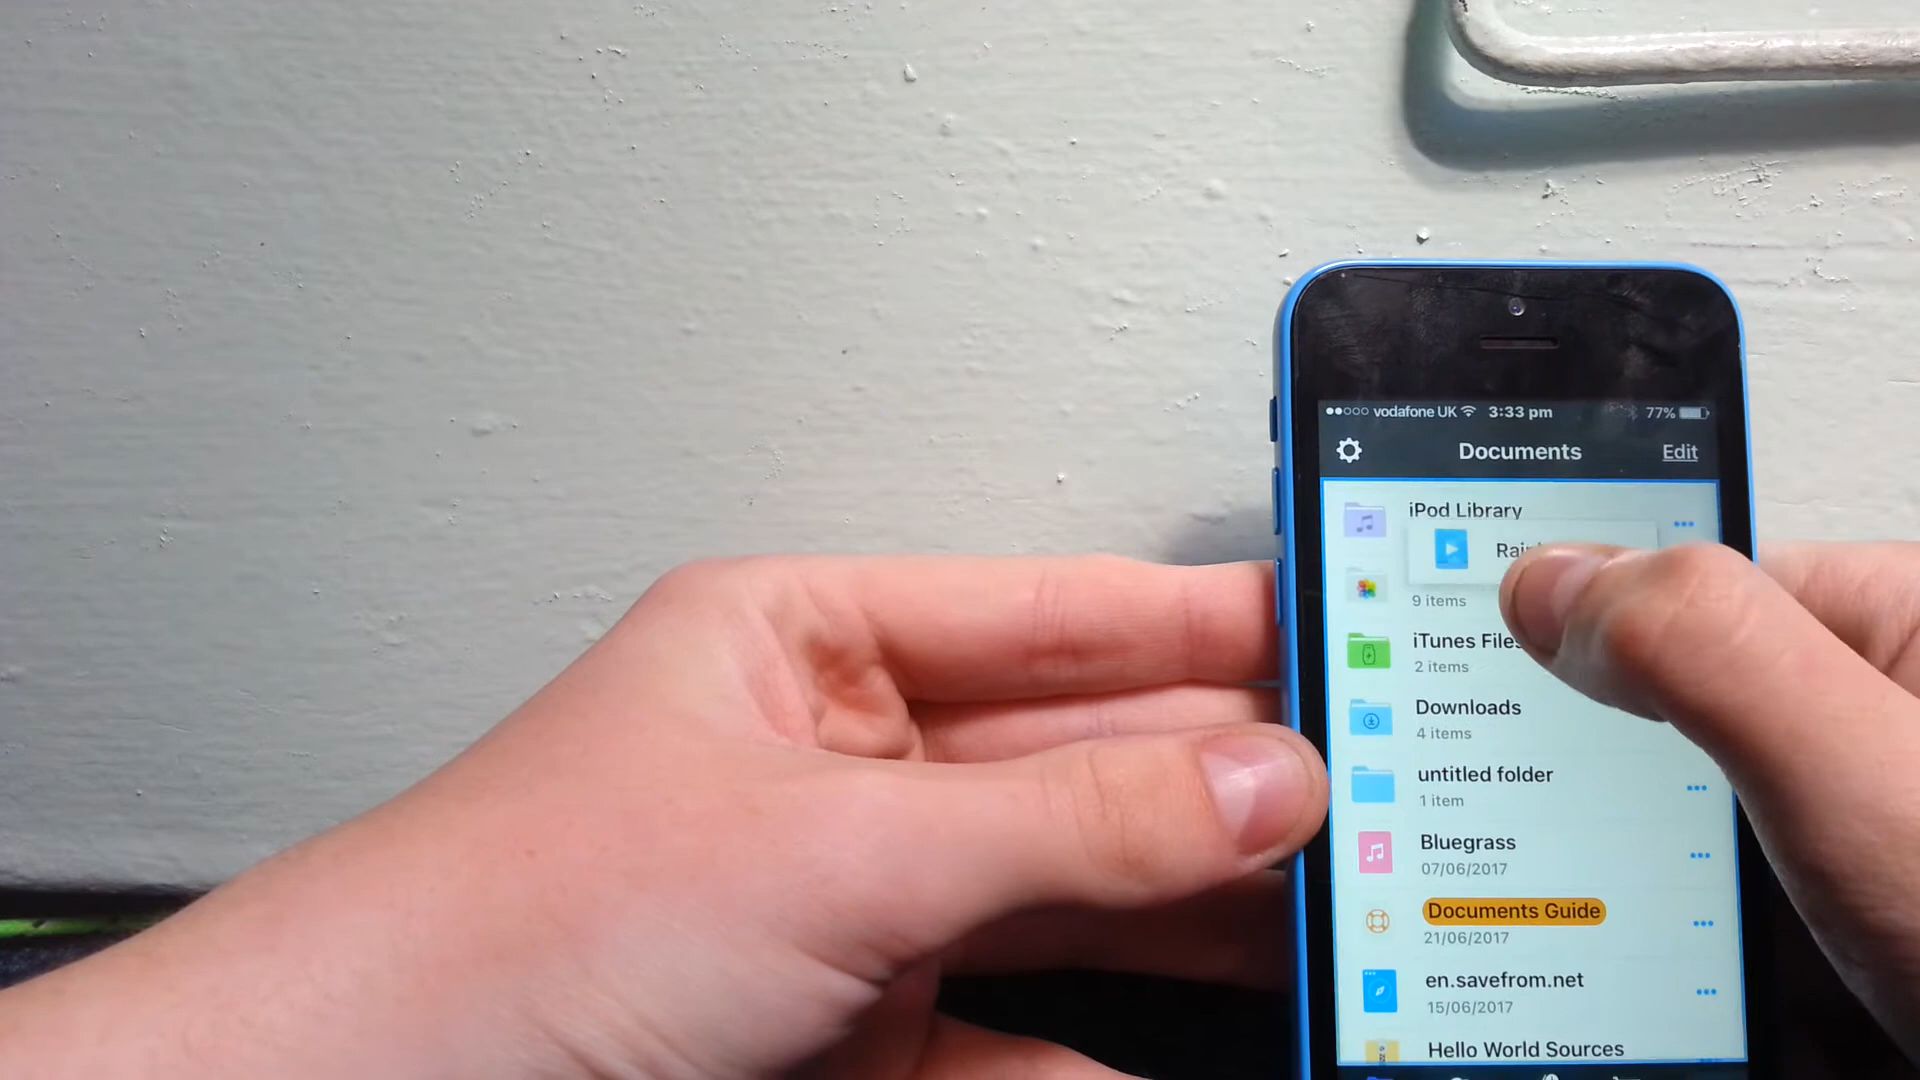 vodafone UK 3:33 pm 77%
Documents Edit
iPod Library
9 items
iTunes Files
2 items
Downloads
4 items
untitled folder
1 item
Bluegrass
07/06/2017
Documents Guide
21/06/2017
en.savefrom.net
15/06/2017
Hello World Sources